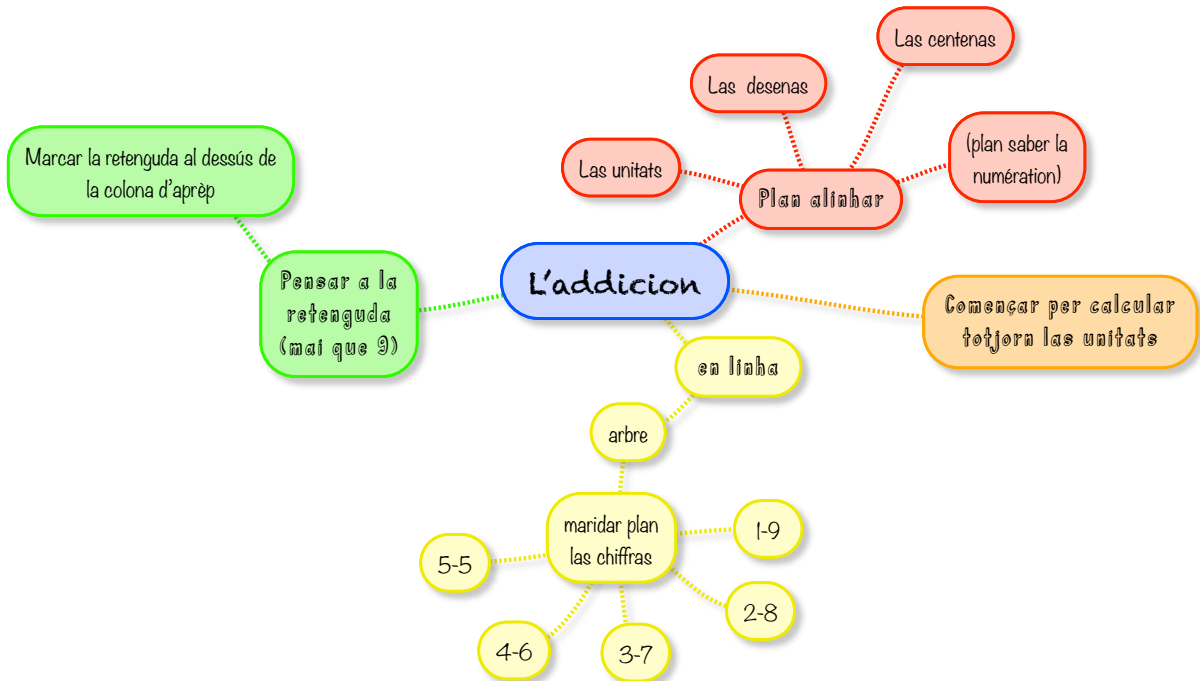 L'addicion
Plan alinhar
Las unitats
Las desenas
Las centenas
(plan saber la
numération)
Començar per calcular
totjorn las unitats
en linha
arbre
maridar plan
las chiffras
1-9
2-8
3-7
4-6
5-5
Pensar a la
retenguda
(mai que 9)
Marcar la retenguda al dessús de
la colona d'aprèp